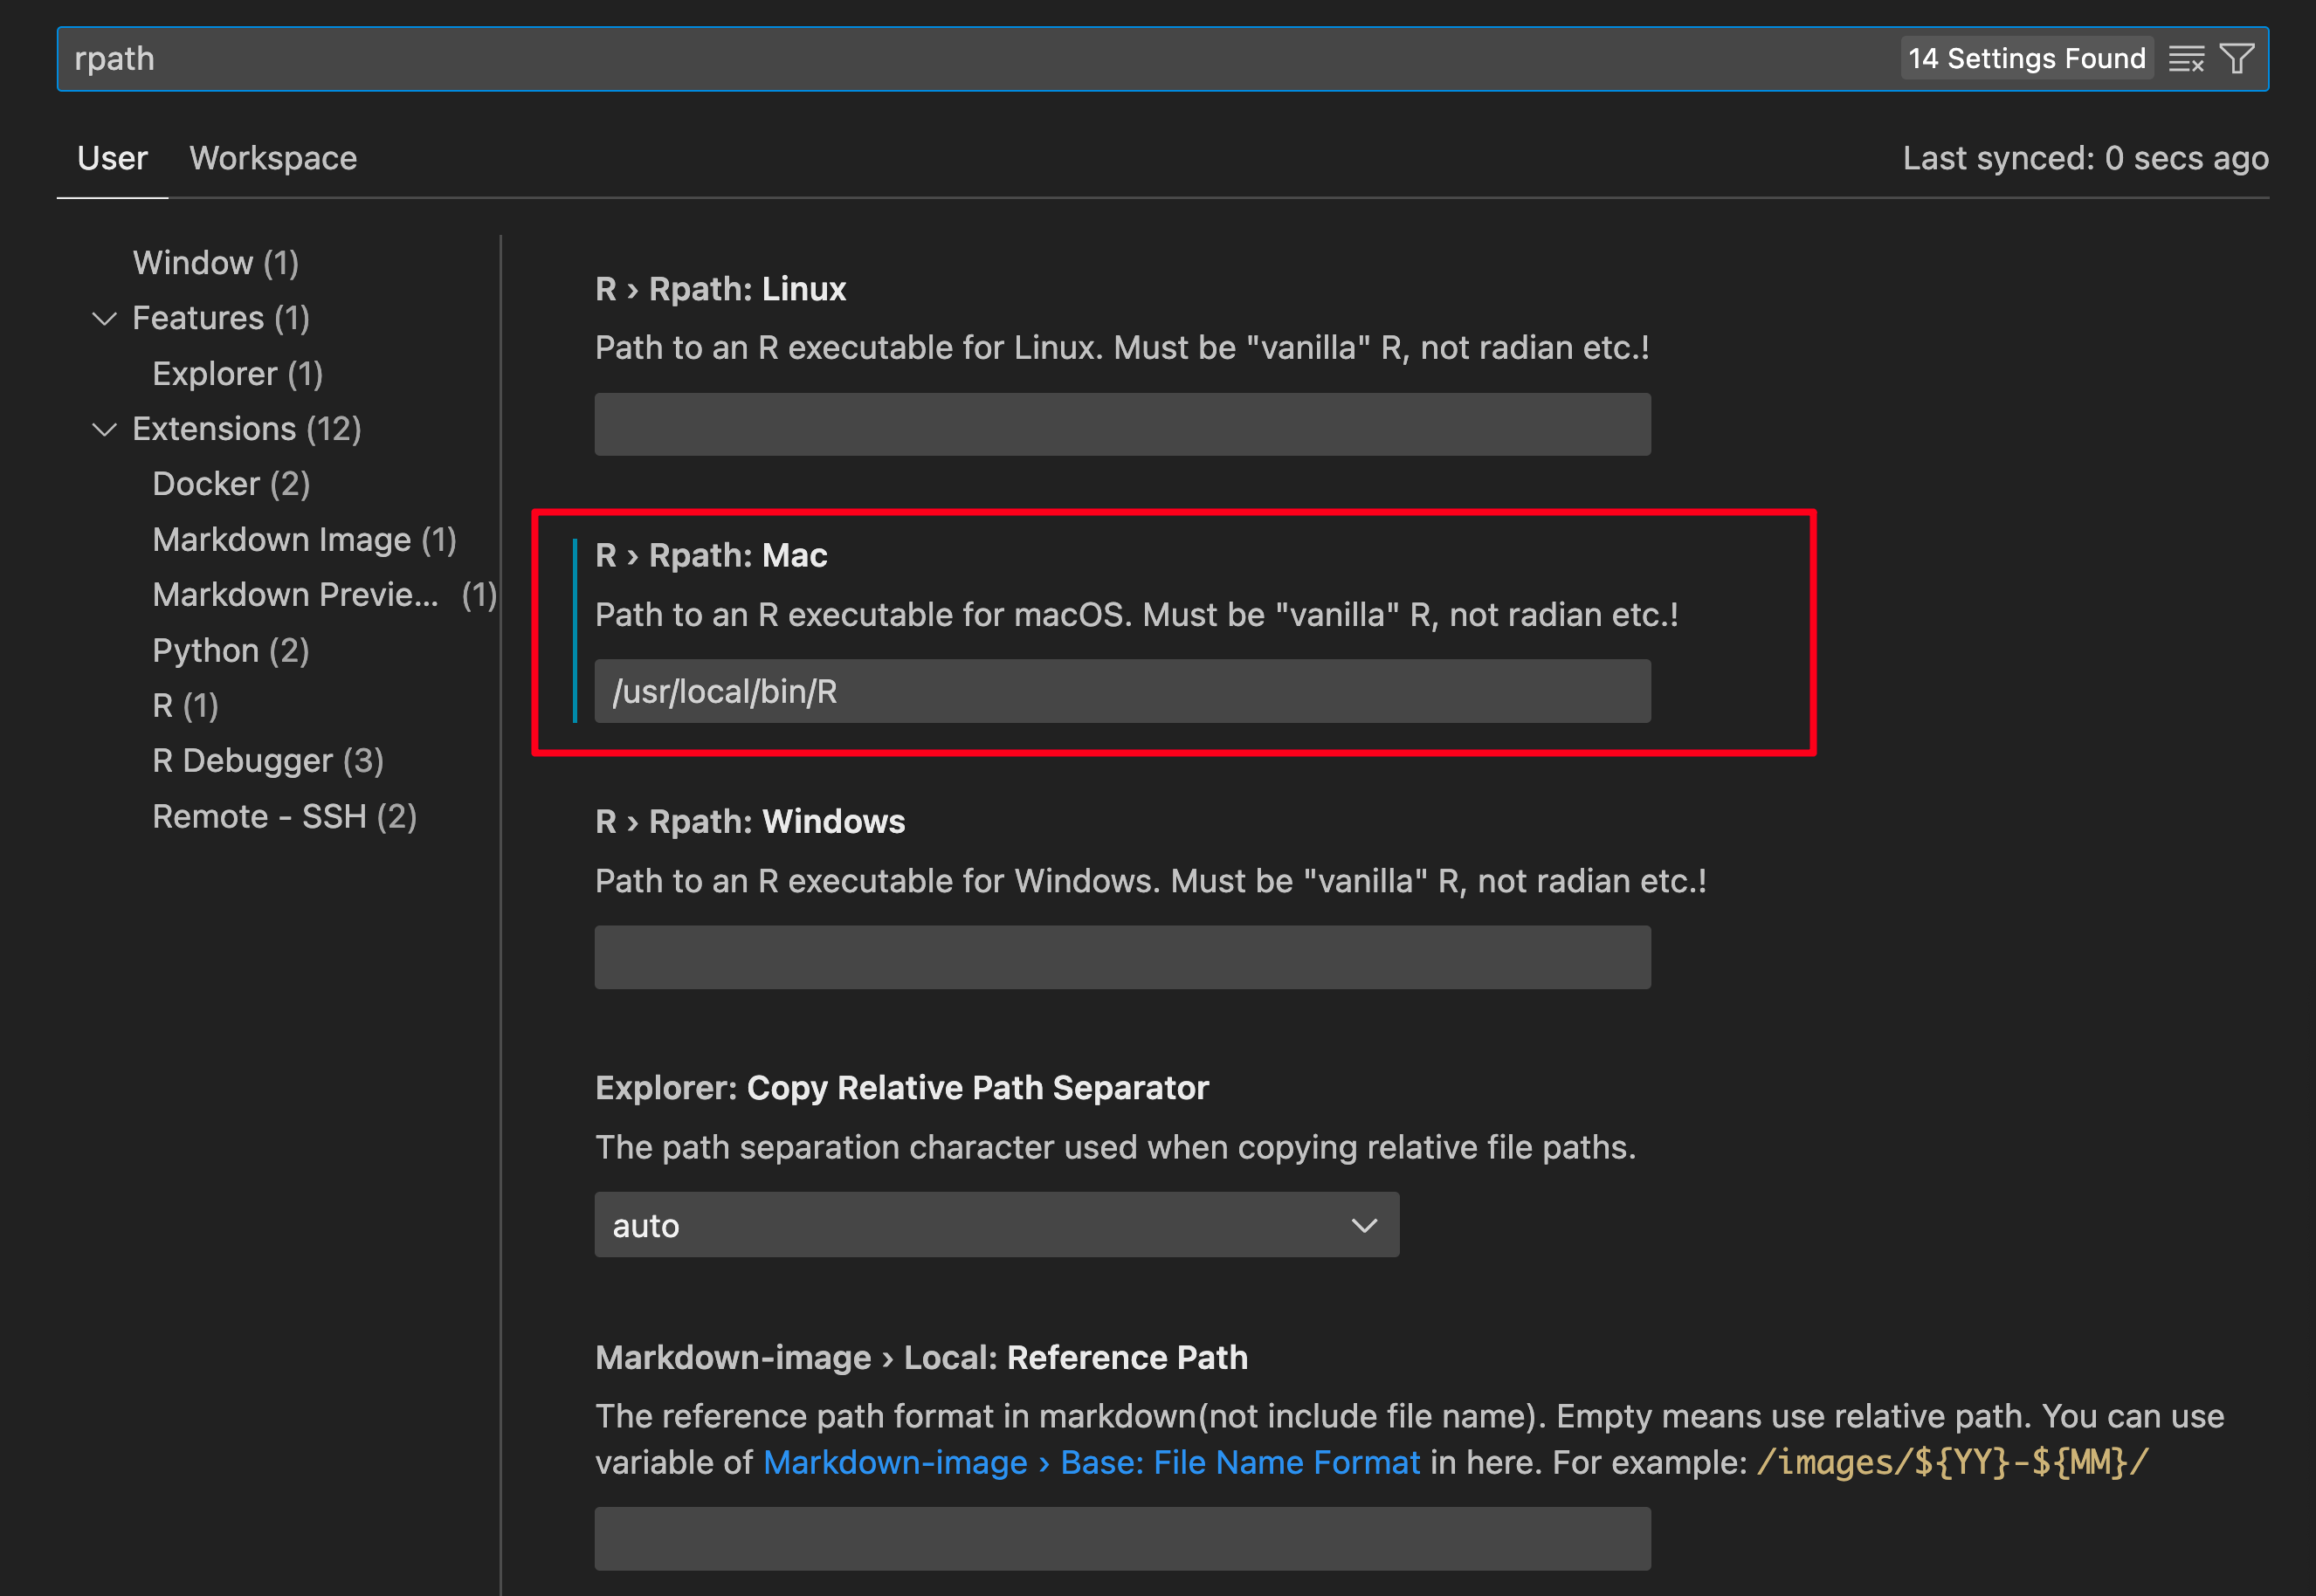 rpath
14 Settings Found
User
Workspace
Last synced: 0 secs ago
Window (1)
Features (1)
Explorer (1)
Extensions (12)
Docker (2)
Markdown Image (1)
Markdown Previe... (1)
Python (2)
R (1)
R Debugger (3)
Remote - SSH (2)
R › Rpath: Linux
Path to an R executable for Linux. Must be "vanilla" R, not radian etc.!
R › Rpath: Mac
Path to an R executable for macOS. Must be "vanilla" R, not radian etc.!
/usr/local/bin/R
R › Rpath: Windows
Path to an R executable for Windows. Must be "vanilla" R, not radian etc.!
Explorer: Copy Relative Path Separator
The path separation character used when copying relative file paths.
auto
Markdown-image › Local: Reference Path
The reference path format in markdown(not include file name). Empty means use relative path. You can use
variable of Markdown-image › Base: File Name Format in here. For example: /images/${YY}-${MM}/